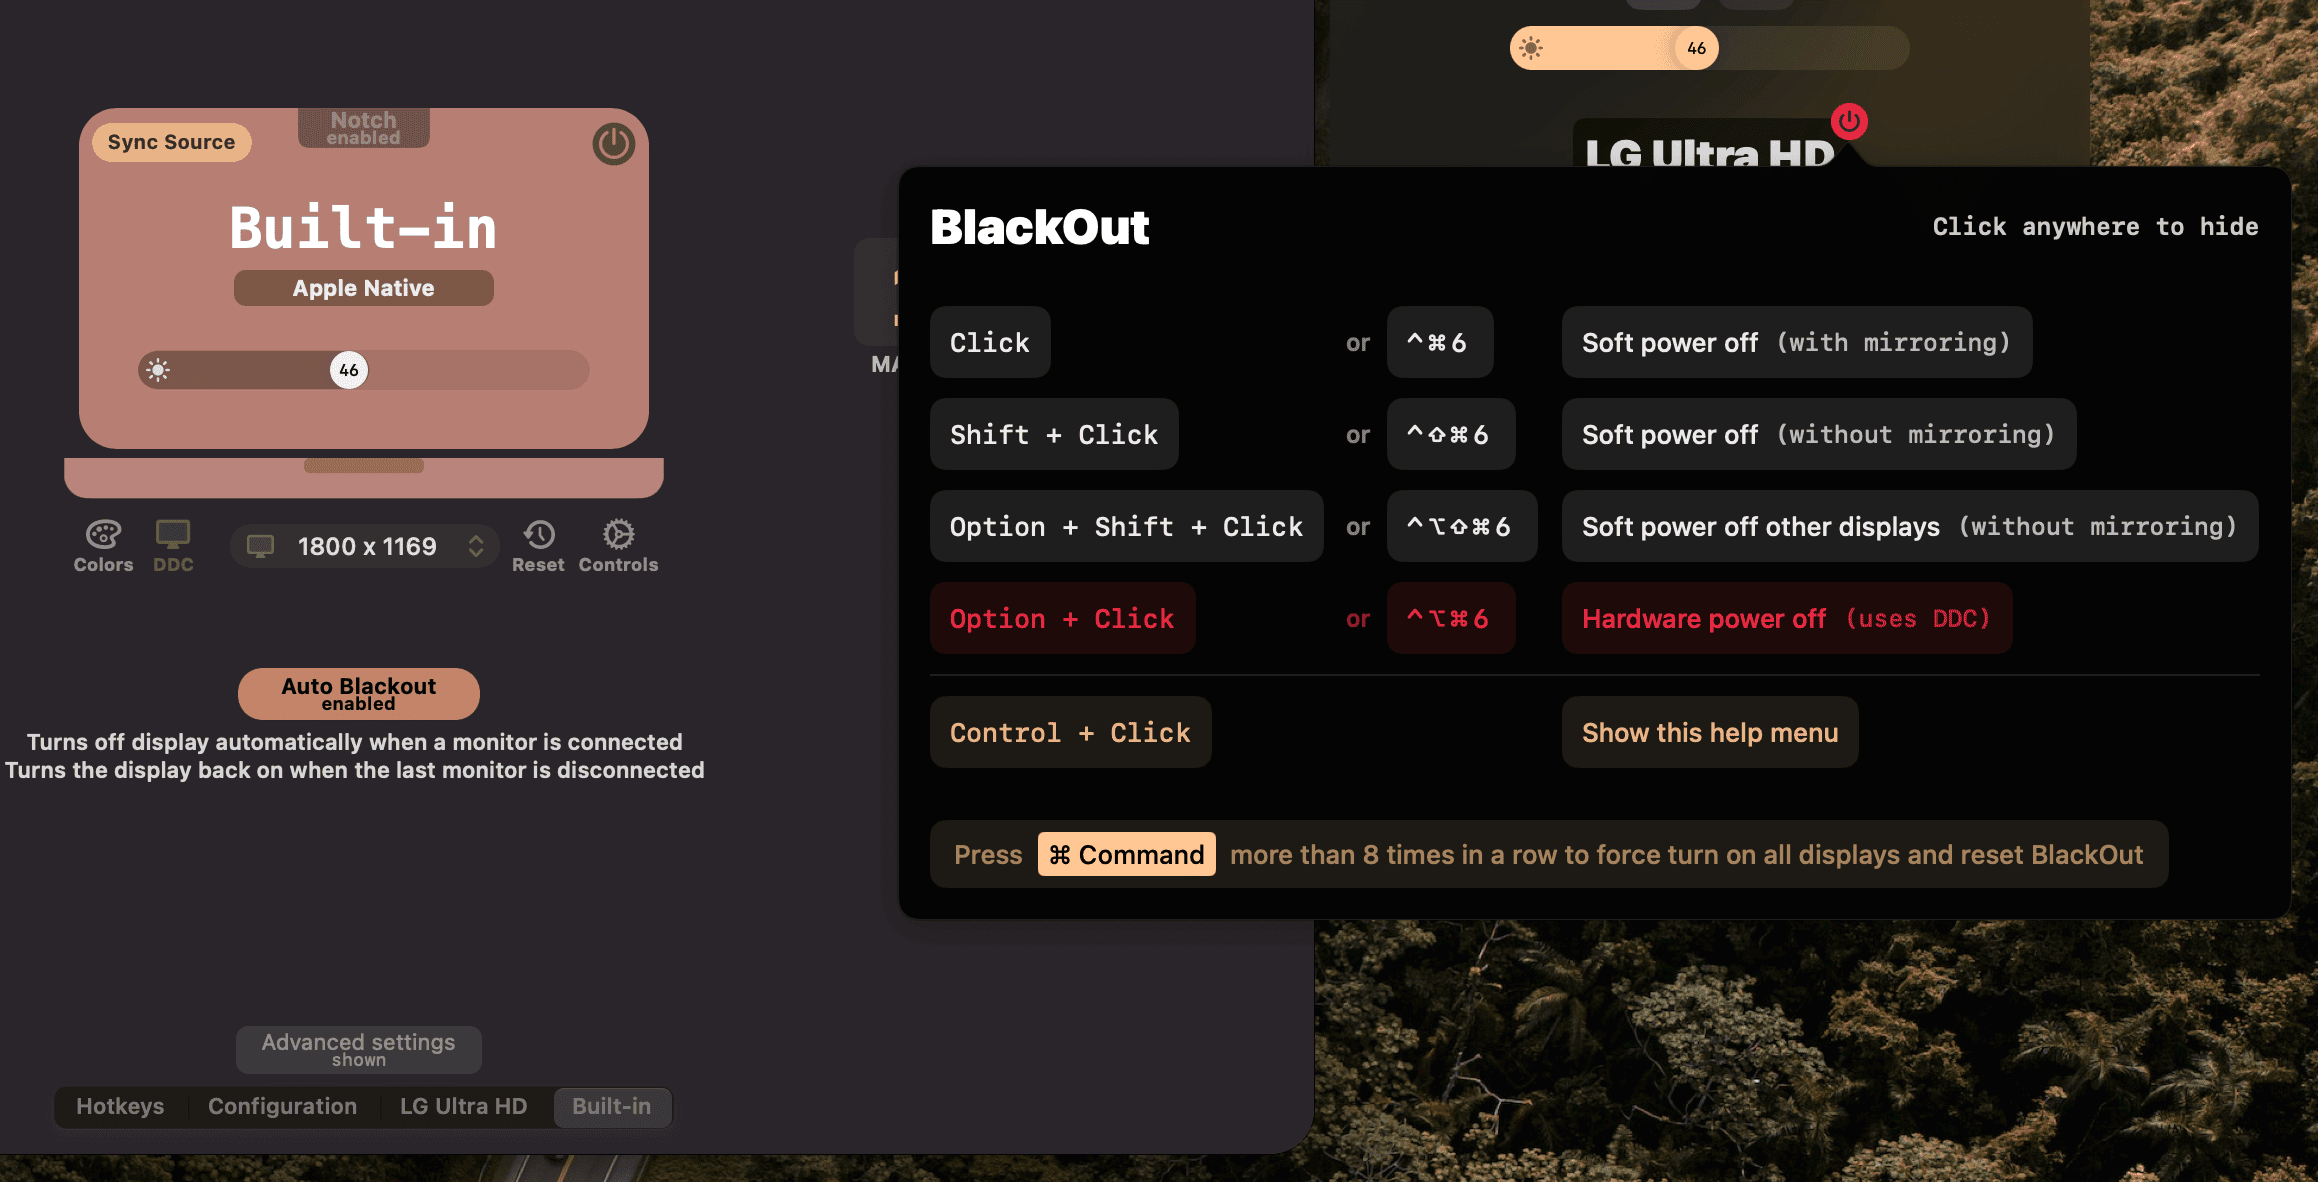 46
LG Ultra HD
Sync Source
Notch
enabled
Built-in
Apple Native
46
Colors
DDC
1800 x 1169
Reset
Controls
Auto Blackout
enabled
Turns off display automatically when a monitor is connected
Turns the display back on when the last monitor is disconnected
Advanced settings
shown
Hotkeys Configuration LG Ultra HD Built-in
BlackOut
Click anywhere to hide
Click or ^⌘6 Soft power off (with mirroring)
Shift + Click or ^⇧⌘6 Soft power off (without mirroring)
Option + Shift + Click or ^⌥⇧⌘6 Soft power off other displays (without mirroring)
Option + Click or ^⌥⌘6 Hardware power off (uses DDC)
Control + Click Show this help menu
Press ⌘ Command more than 8 times in a row to force turn on all displays and reset BlackOut